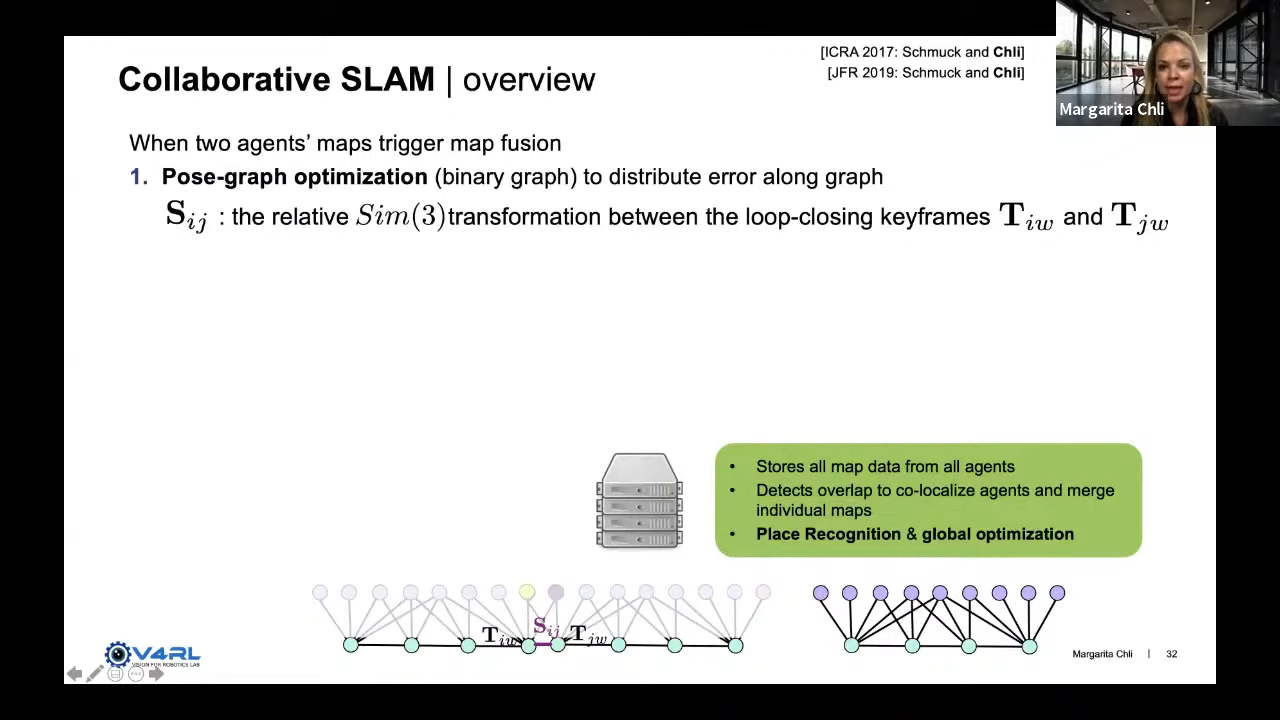 [ICRA 2017: Schmuck and Chli]
[JFR 2019: Schmuck and Chli]
Margarita Chli
Collaborative SLAM | overview
When two agents' maps trigger map fusion
1. Pose-graph optimization (binary graph) to distribute error along graph
S_ij : the relative Sim(3) transformation between the loop-closing keyframes T_iw and T_jw
• Stores all map data from all agents
• Detects overlap to co-localize agents and merge
individual maps
• Place Recognition & global optimization
T_iw S_ij T_jw
V4RL
VISION FOR ROBOTICS LAB
Margarita Chli | 32